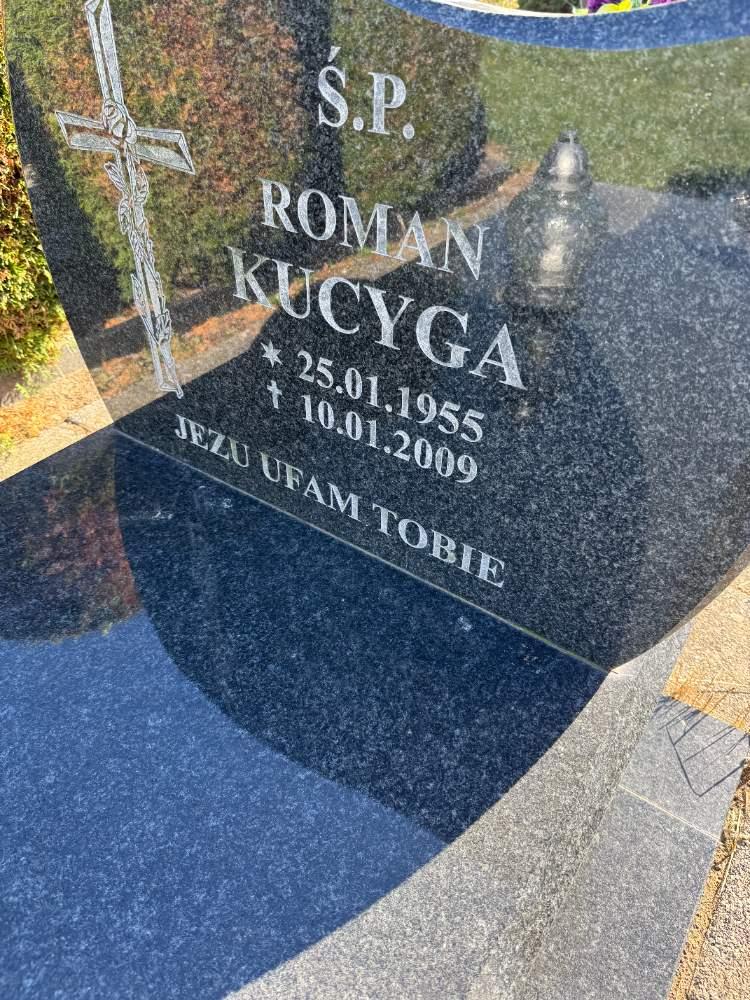 Ś.P.
ROMAN
KUCYGA
* 25.01.1955
✝ 10.01.2009
JEZU UFAM TOBIE